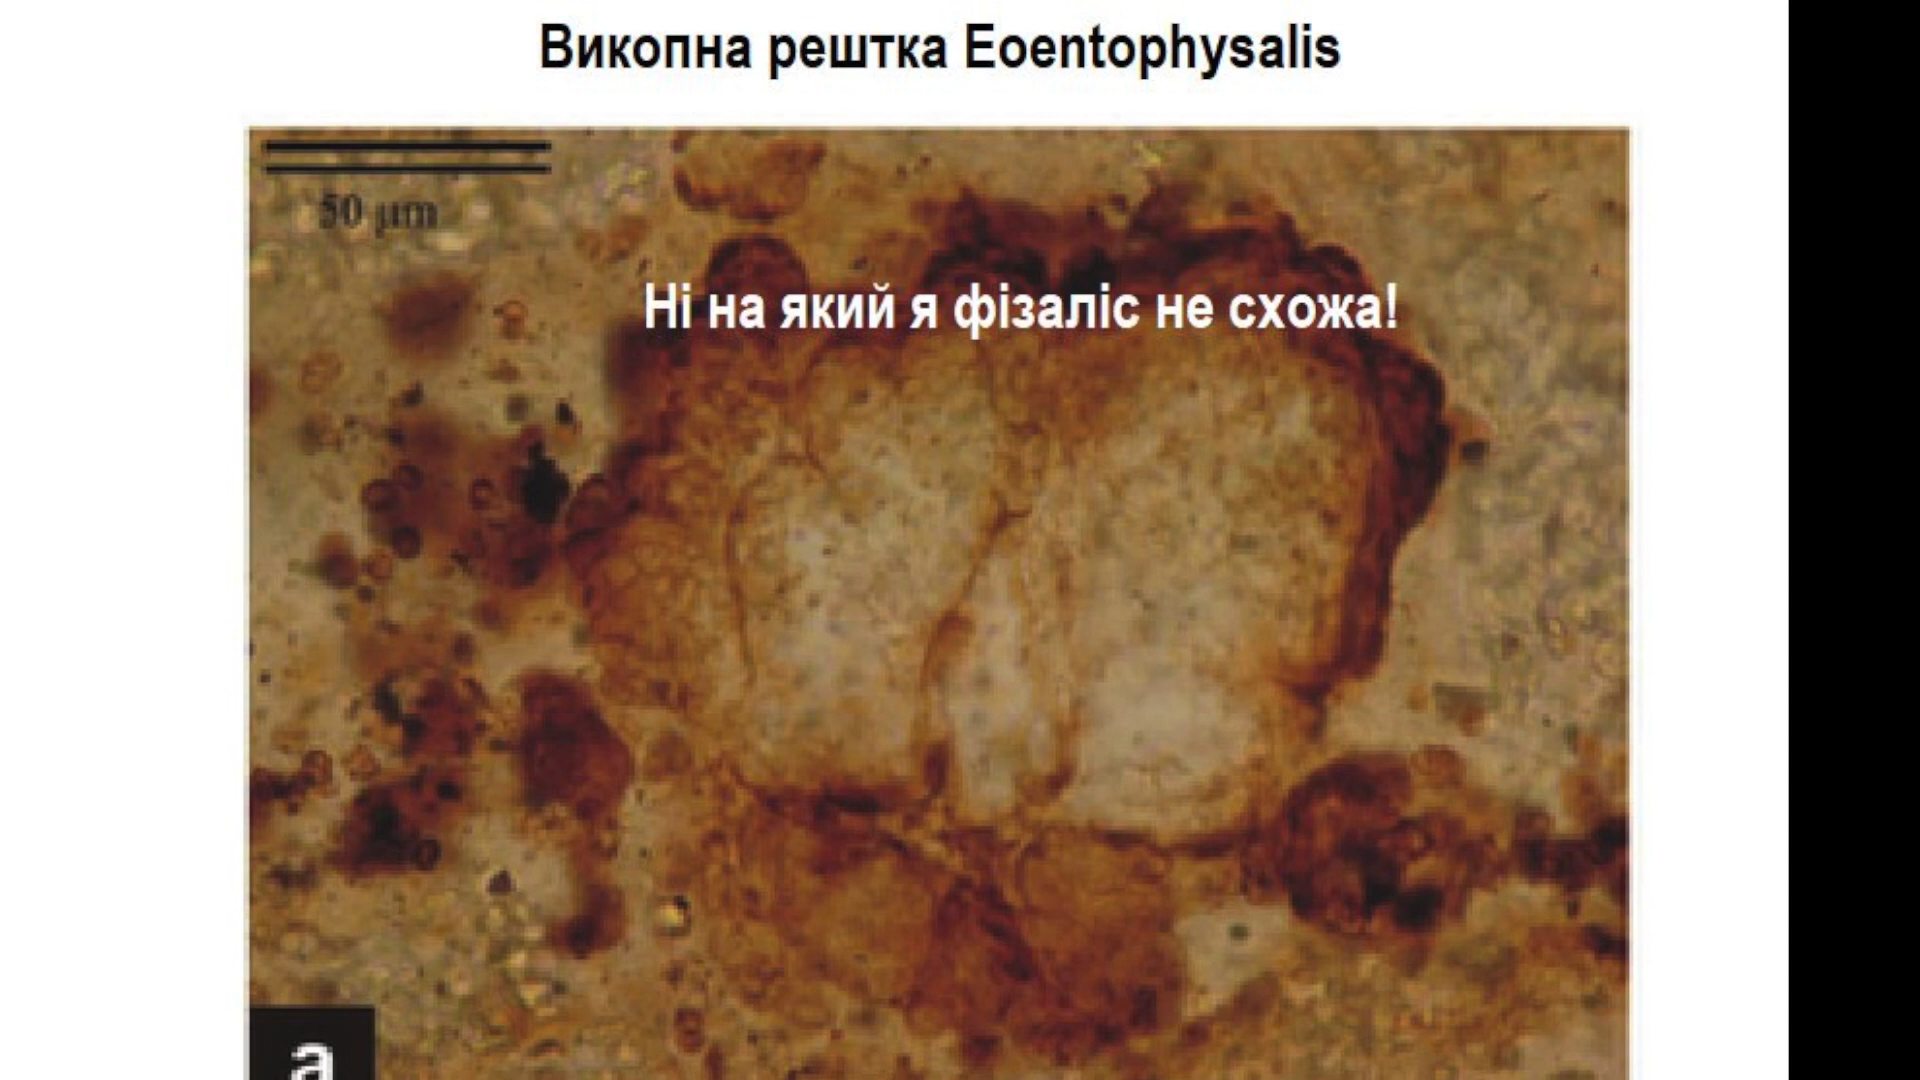 Викопна рештка Eoentophysalis
50 μm
Ні на який я фізаліс не схожа!
a